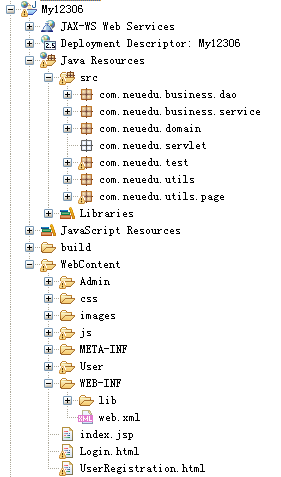 My12306
JAX-WS Web Services
Deployment Descriptor: My12306
Java Resources
src
com.neuedu.business.dao
com.neuedu.business.service
com.neuedu.domain
com.neuedu.servlet
com.neuedu.test
com.neuedu.utils
com.neuedu.utils.page
Libraries
JavaScript Resources
build
WebContent
Admin
css
images
js
META-INF
User
WEB-INF
lib
web.xml
index.jsp
Login.html
UserRegistration.html